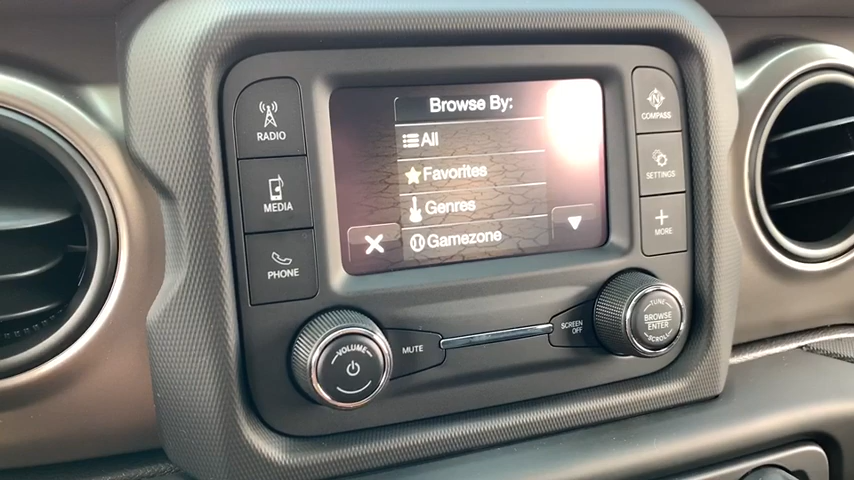 RADIO
MEDIA
PHONE
Browse By:
All
Favorites
Genres
Gamezone
N
COMPASS
SETTINGS
MORE
VOLUME
MUTE
SCREEN
OFF
TUNE
BROWSE
ENTER
SCROLL